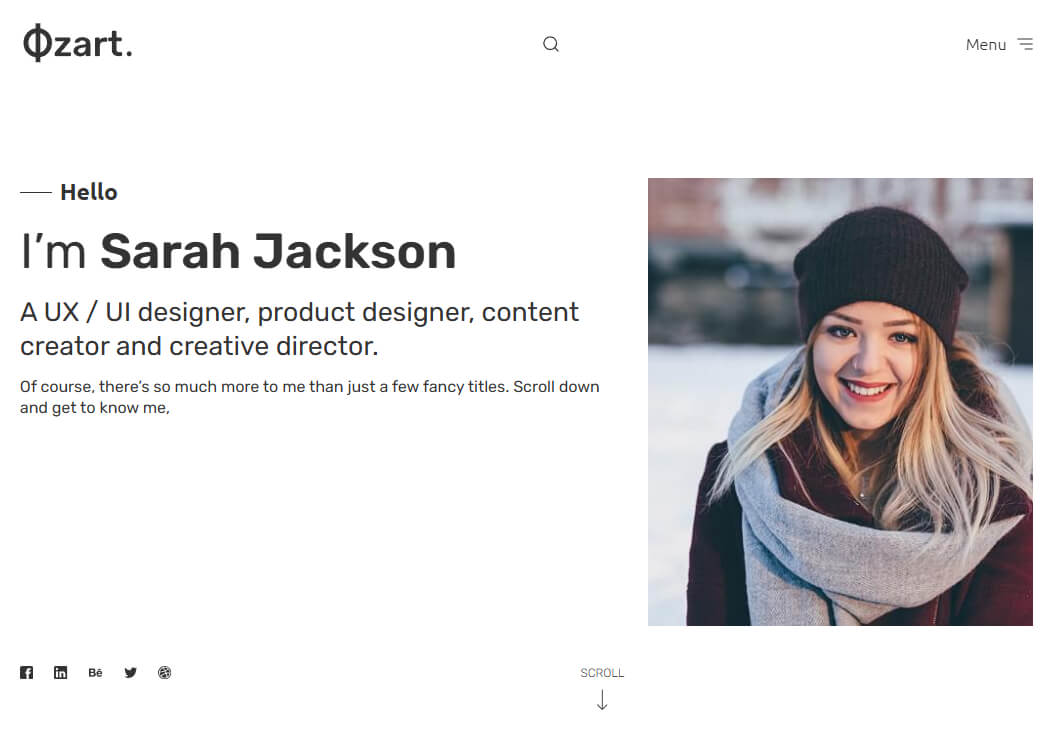 Φzart.
Menu
Hello
I’m Sarah Jackson
A UX / UI designer, product designer, content
creator and creative director.
Of course, there’s so much more to me than just a few fancy titles. Scroll down
and get to know me,
Bē
SCROLL